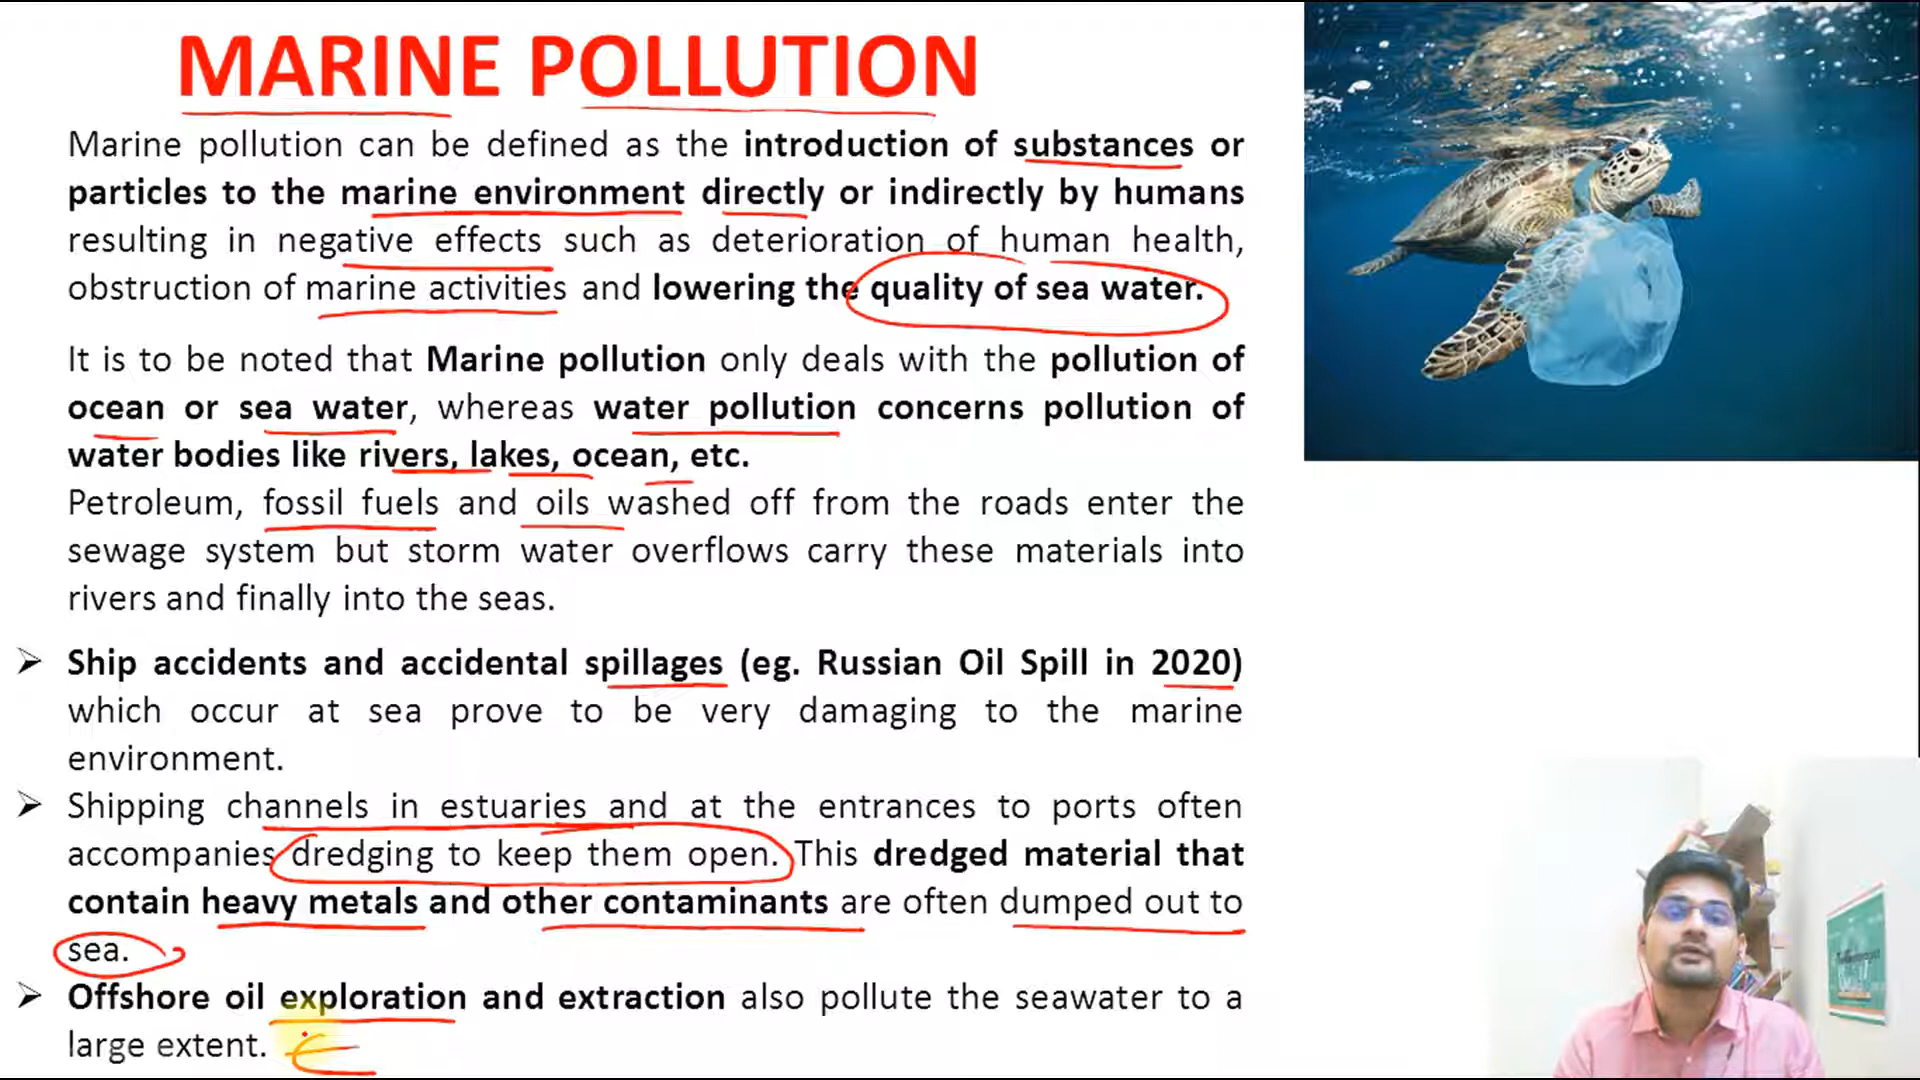 MARINE POLLUTION
Marine pollution can be defined as the introduction of substances or
particles to the marine environment directly or indirectly by humans
resulting in negative effects such as deterioration of human health,
obstruction of marine activities and lowering the quality of sea water.
It is to be noted that Marine pollution only deals with the pollution of
ocean or sea water, whereas water pollution concerns pollution of
water bodies like rivers, lakes, ocean, etc.
Petroleum, fossil fuels and oils washed off from the roads enter the
sewage system but storm water overflows carry these materials into
rivers and finally into the seas.
➢ Ship accidents and accidental spillages (eg. Russian Oil Spill in 2020)
which occur at sea prove to be very damaging to the marine
environment.
➢ Shipping channels in estuaries and at the entrances to ports often
accompanies dredging to keep them open. This dredged material that
contain heavy metals and other contaminants are often dumped out to
sea.
➢ Offshore oil exploration and extraction also pollute the seawater to a
large extent.